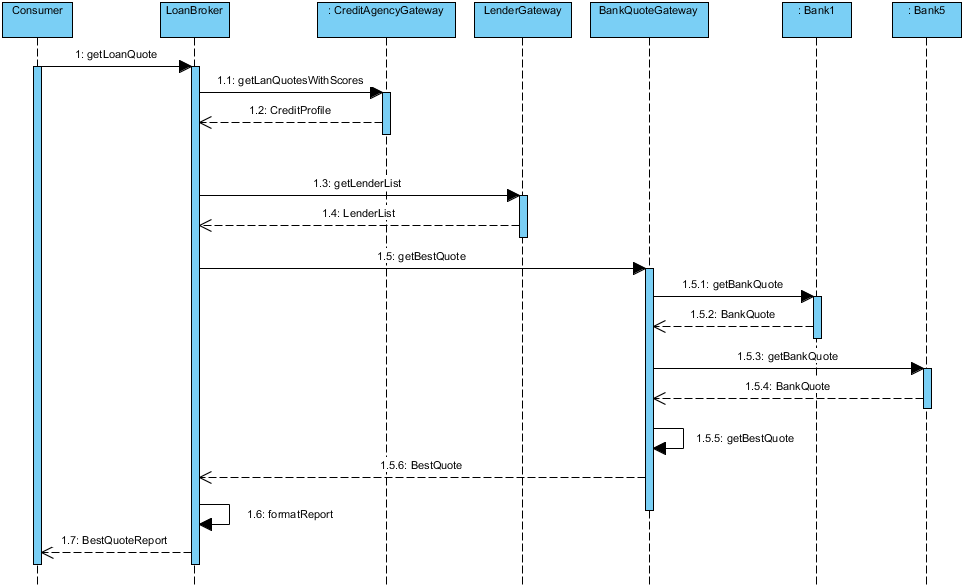 Consumer
LoanBroker
: CreditAgencyGateway
LenderGateway
BankQuoteGateway
: Bank1
: Bank5
1: getLoanQuote
1.1: getLanQuotesWithScores
1.2: CreditProfile
1.3: getLenderList
1.4: LenderList
1.5: getBestQuote
1.5.1: getBankQuote
1.5.2: BankQuote
1.5.3: getBankQuote
1.5.4: BankQuote
1.5.5: getBestQuote
1.5.6: BestQuote
1.6: formatReport
1.7: BestQuoteReport